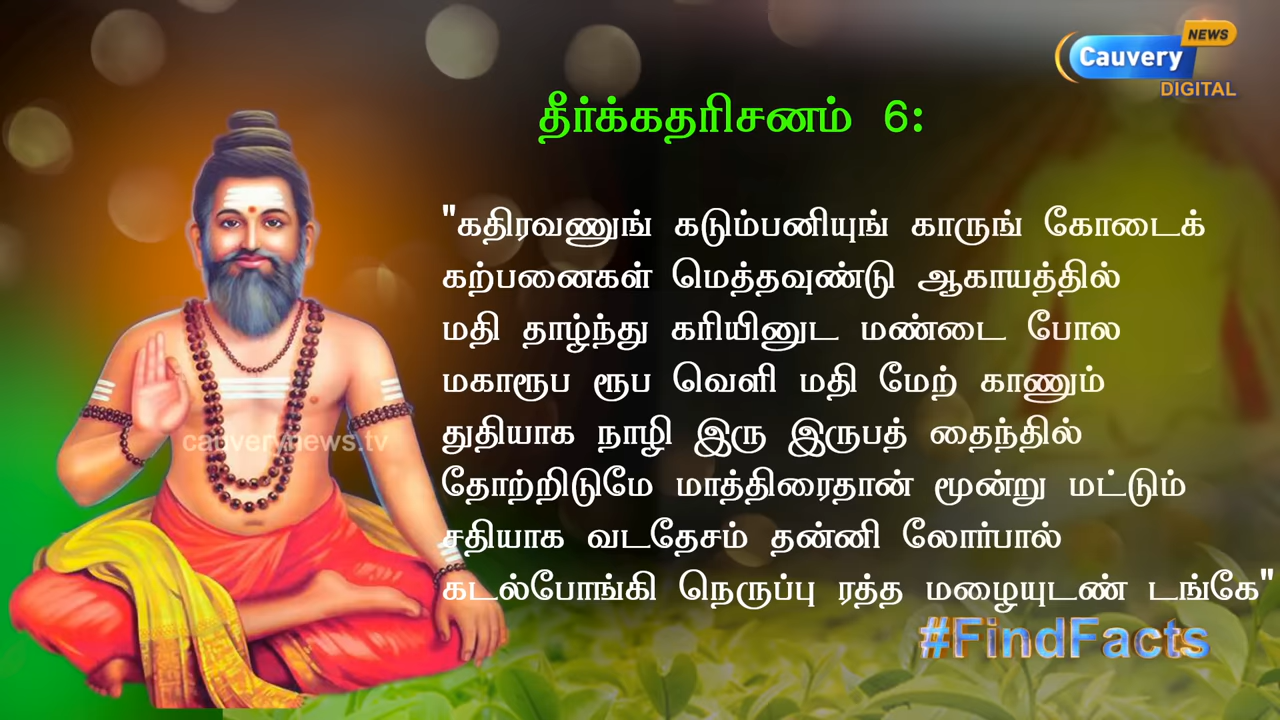 Cauvery NEWS
DIGITAL
தீர்க்கதரிசனம் 6:
"கதிரவணுங் கடும்பனியுங் காருங் கோடைக்
கற்பனைகள் மெத்தவுண்டு ஆகாயத்தில்
மதி தாழ்ந்து கரியினுட மண்டை போல
மகாரூப ரூப வெளி மதி மேற் காணும்
துதியாக நாழி இரு இருபத் தைந்தில்
தோற்றிடுமே மாத்திரைதான் மூன்று மட்டும்
சதியாக வடதேசம் தன்னி லோர்பால்
கடல்போங்கி நெருப்பு ரத்த மழையுடண் டங்கே"
cauverynews.tv
#FindFacts